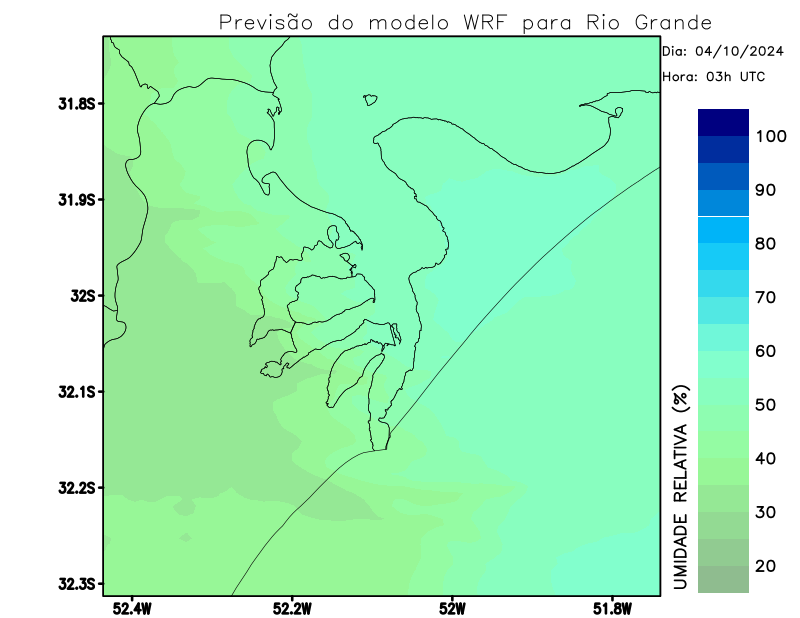 Previsão do modelo WRF para Rio Grande
Dia: 04/10/2024
Hora: 03h UTC
31.8S
31.9S
32S
32.1S
32.2S
32.3S
52.4W
52.2W
52W
51.8W
100
90
80
70
60
50
40
30
20
UMIDADE RELATIVA (%)